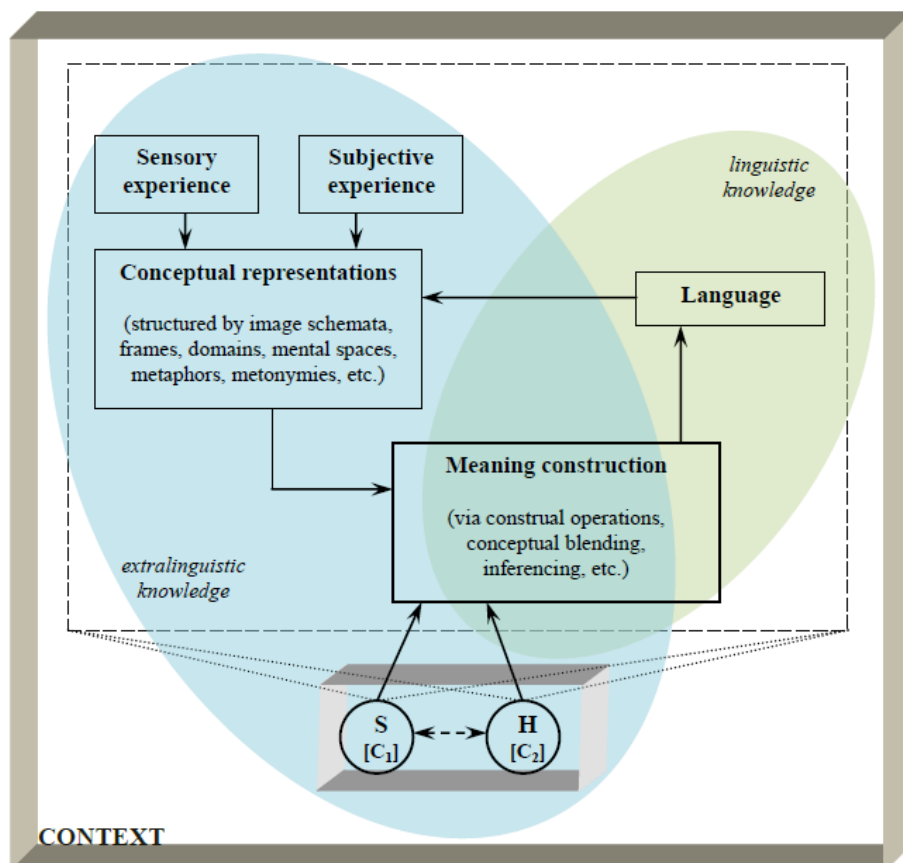 Sensory
experience
Subjective
experience
linguistic
knowledge
Conceptual representations
(structured by image schemata,
frames, domains, mental spaces,
metaphors, metonymies, etc.)
Language
Meaning construction
(via construal operations,
conceptual blending,
inferencing, etc.)
extralinguistic
knowledge
S
[C₁]
H
[C₂]
CONTEXT